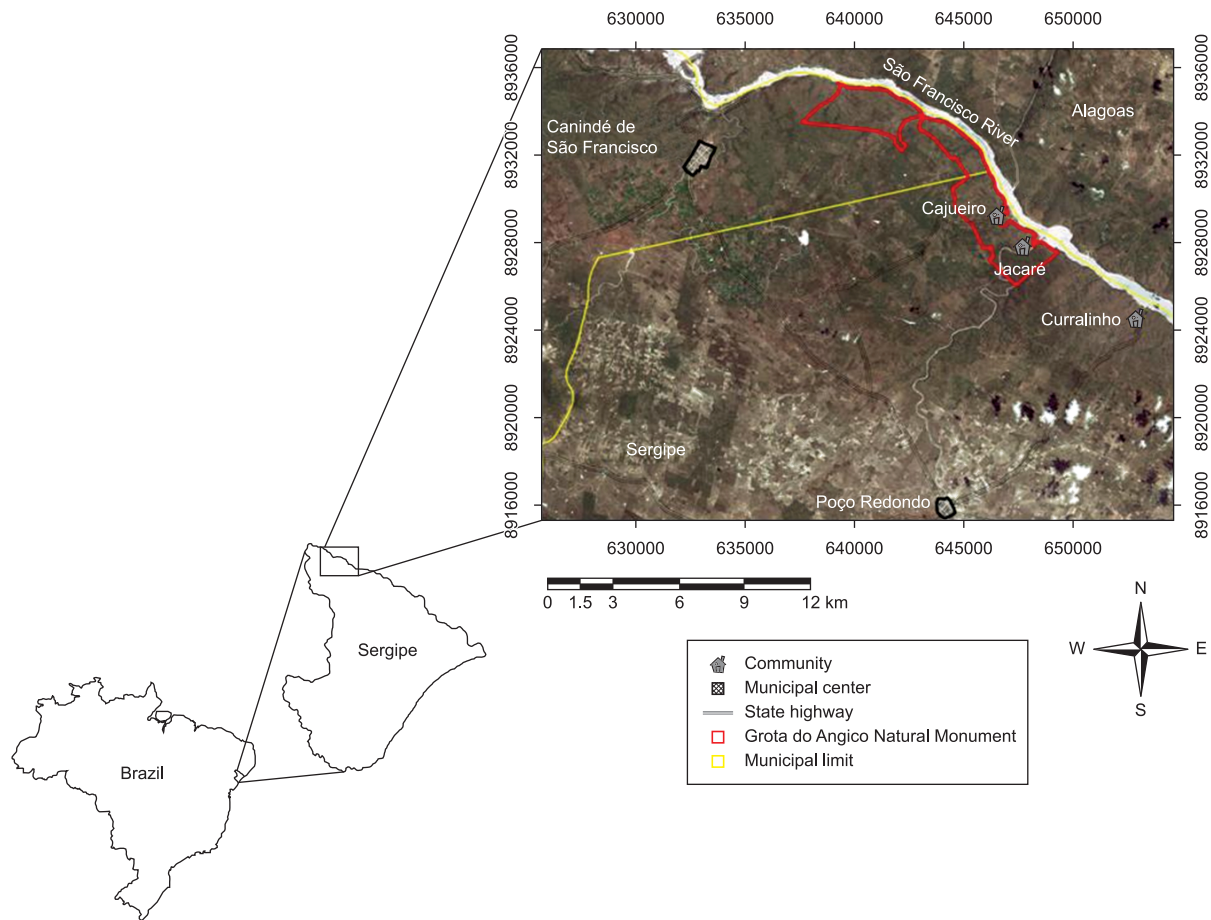 630000 635000 640000 645000 650000
8936000
8932000
8928000
8924000
8920000
8916000
São Francisco River
Alagoas
Canindé de
São Francisco
Cajueiro
Jacaré
Curralinho
Sergipe
Poço Redondo
8936000
8932000
8928000
8924000
8920000
8916000
630000 635000 640000 645000 650000
0 1.5 3 6 9 12 km
N
W E
S
Community
Municipal center
State highway
Grota do Angico Natural Monument
Municipal limit
Sergipe
Brazil